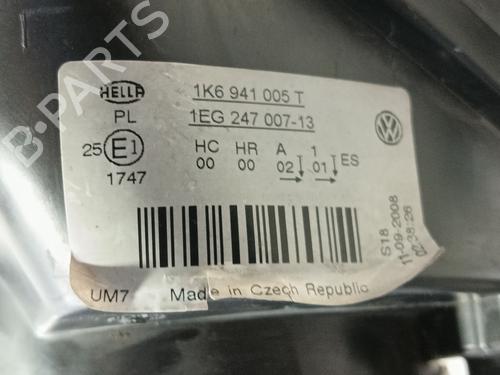 B-PARTS
HELLA
1K6 941 005 T
PL
1EG 247 007-13
25 E1
HC HR A 1
00 00 02 01 ES
1747
VW
S18
11-09-2008
02:38:26
UM7 Made in Czech Republic